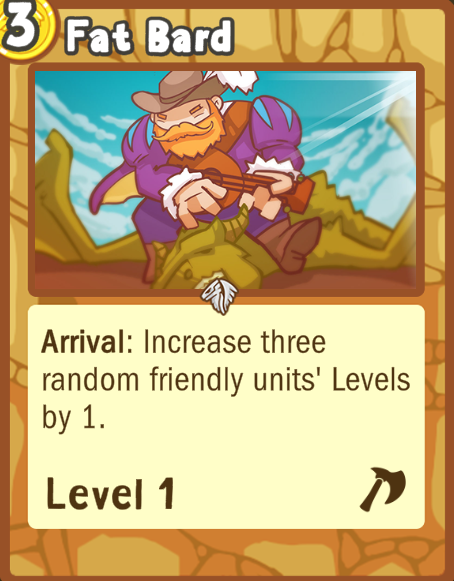 3
Fat Bard
Arrival: Increase three
random friendly units' Levels
by 1.
Level 1